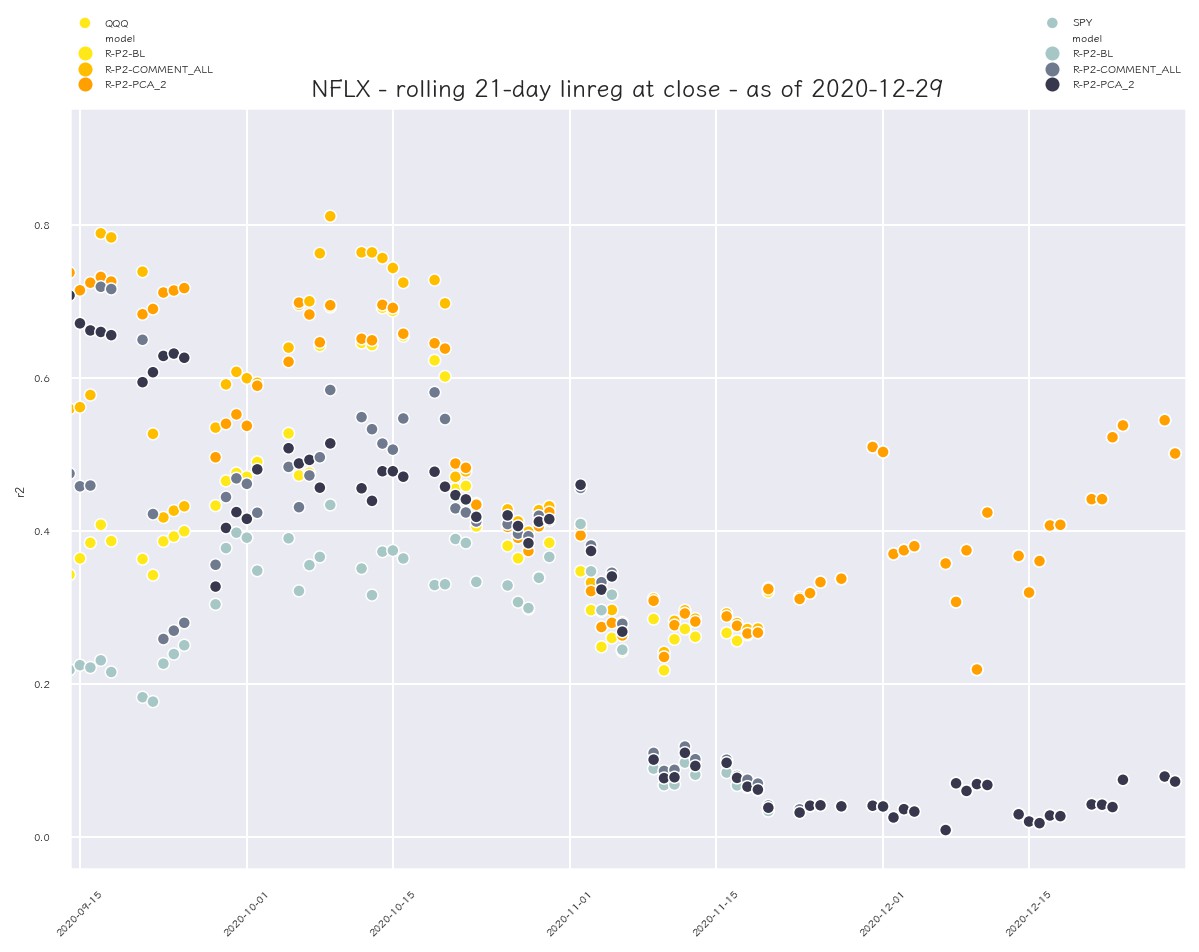 QQQ
model
R-P2-BL
R-P2-COMMENT_ALL
R-P2-PCA_2
SPY
model
R-P2-BL
R-P2-COMMENT_ALL
R-P2-PCA_2
NFLX - rolling 21-day linreg at close - as of 2020-12-29
r2
0.8
0.6
0.4
0.2
0.0
2020-09-15
2020-10-01
2020-10-15
2020-11-01
2020-11-15
2020-12-01
2020-12-15